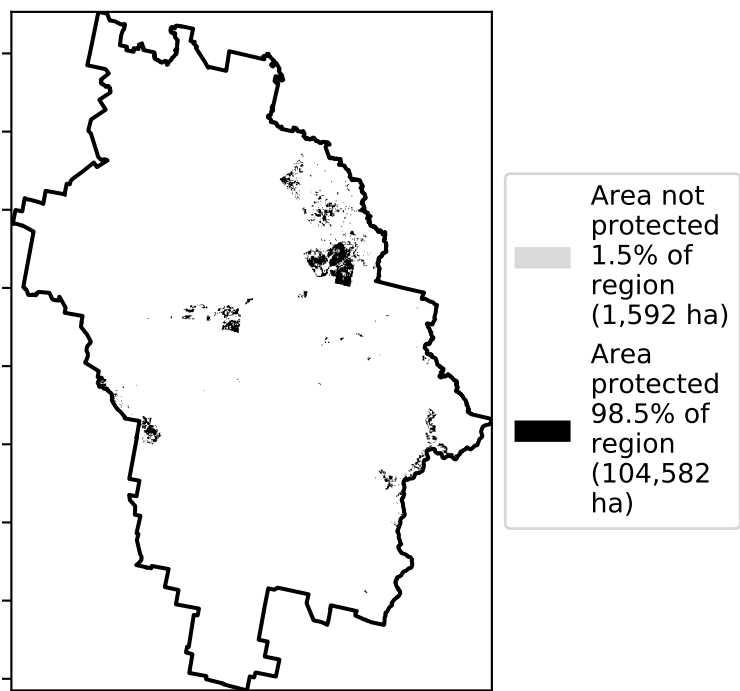 Area not
protected
1.5% of
region
(1,592 ha)
Area
protected
98.5% of
region
(104,582
ha)